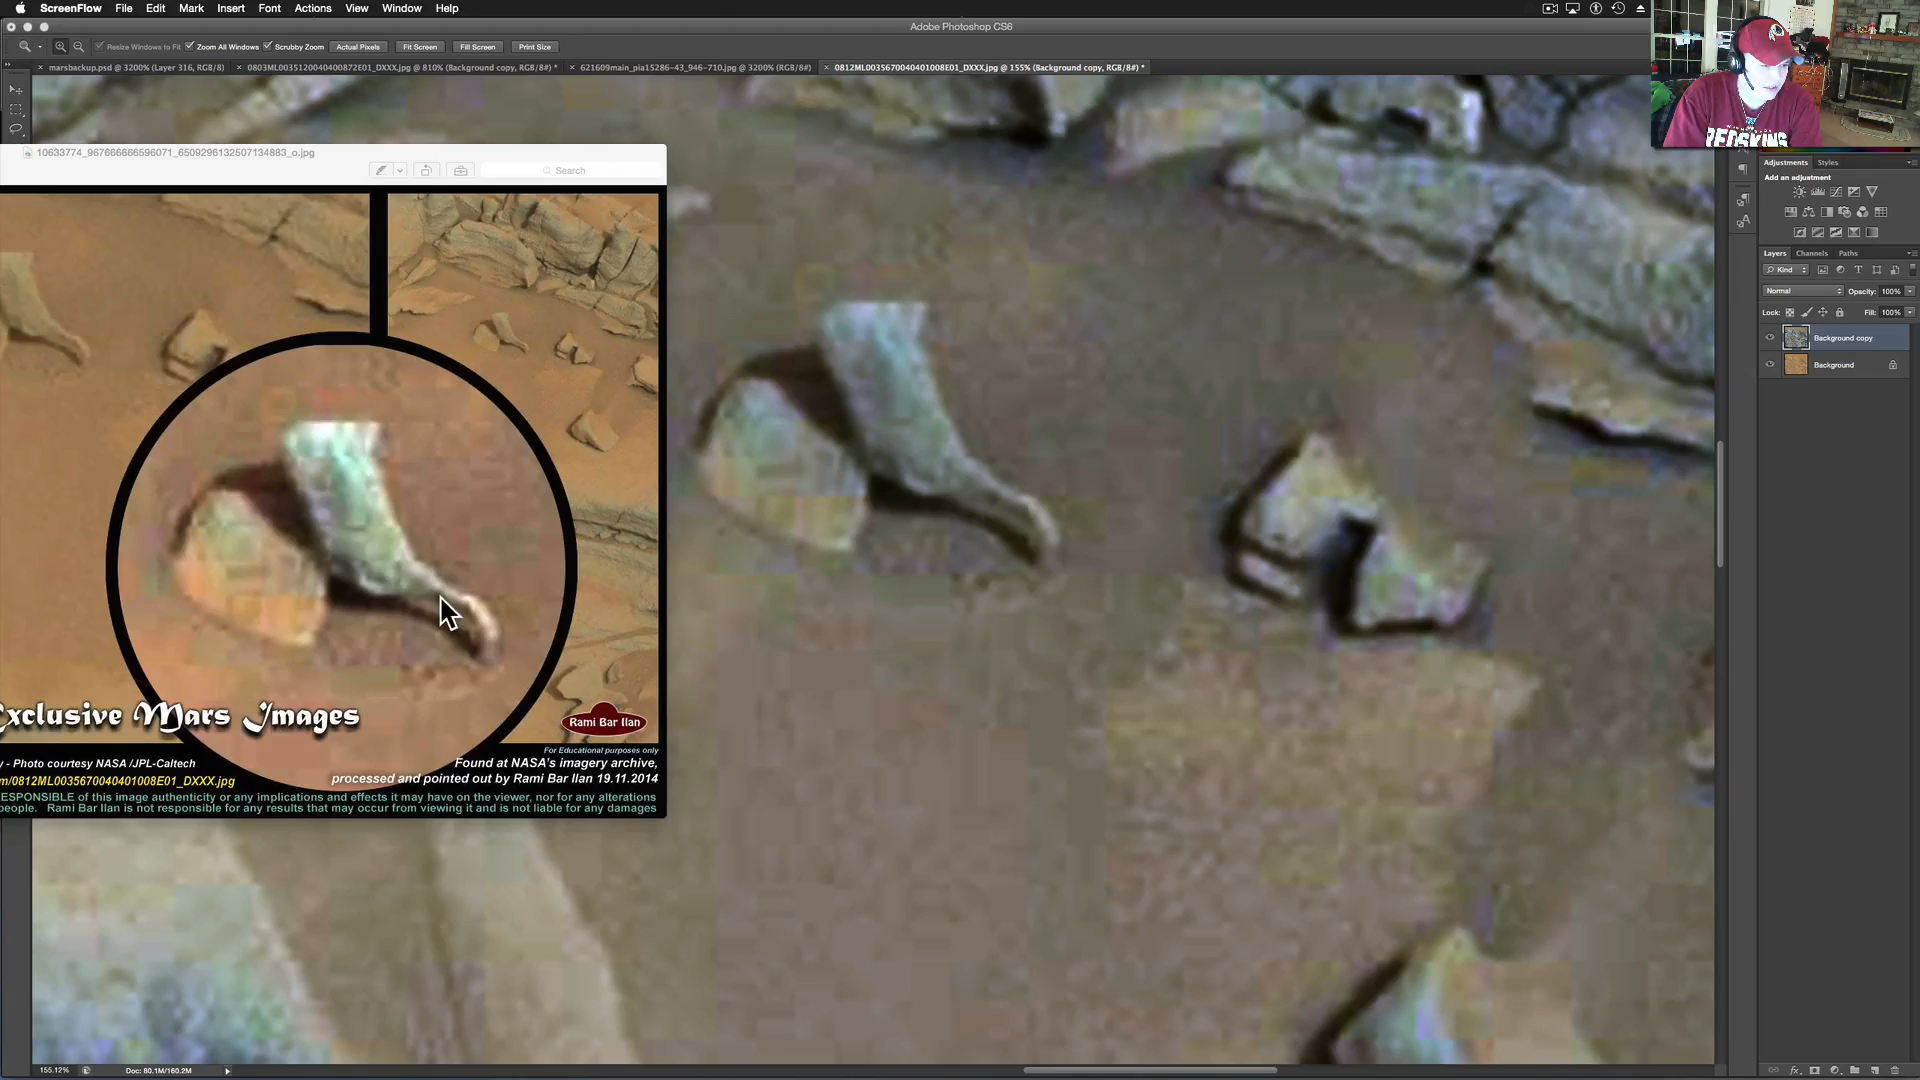 ScreenFlow File Edit Mark Insert Font Actions View Window Help
Adobe Photoshop CS6
Resize Windows to Fit Zoom All Windows Scrubby Zoom Actual Pixels Fit Screen Fill Screen Print Size
marsbackup.psd @ 3200% (Layer 316, RGB/8) 0803ML0035120040400872E01_DXXX.jpg @ 810% (Background copy, RGB/8#) * 621609main_pia15286-43_946-710.jpg @ 3200% (RGB/8#) 0812ML0035670040401008E01_DXXX.jpg @ 155% (Background copy, RGB/8#) *
REDSKINS
10633774_967666666596071_6509296132507134883_o.jpg
Search
Exclusive Mars Images
Rami Bar Ilan
For Educational purposes only
y - Photo courtesy NASA /JPL-Caltech
Found at NASA's imagery archive,
m/0812ML0035670040401008E01_DXXX.jpg
processed and pointed out by Rami Bar Ilan 19.11.2014
ESPONSIBLE of this image authenticity or any implications and effects it may have on the viewer, nor for any alterations
people. Rami Bar Ilan is not responsible for any results that may occur from viewing it and is not liable for any damages
Adjustments Styles
Add an adjustment
Layers Channels Paths
Kind
Normal Opacity: 100%
Lock: Fill: 100%
Background copy
Background
155.12% Doc: 80.1M/160.2M